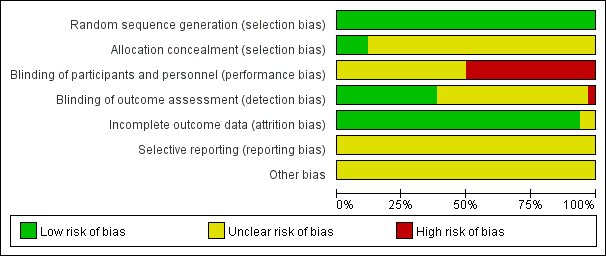 Random sequence generation (selection bias)
Allocation concealment (selection bias)
Blinding of participants and personnel (performance bias)
Blinding of outcome assessment (detection bias)
Incomplete outcome data (attrition bias)
Selective reporting (reporting bias)
Other bias
0% 25% 50% 75% 100%
Low risk of bias Unclear risk of bias High risk of bias